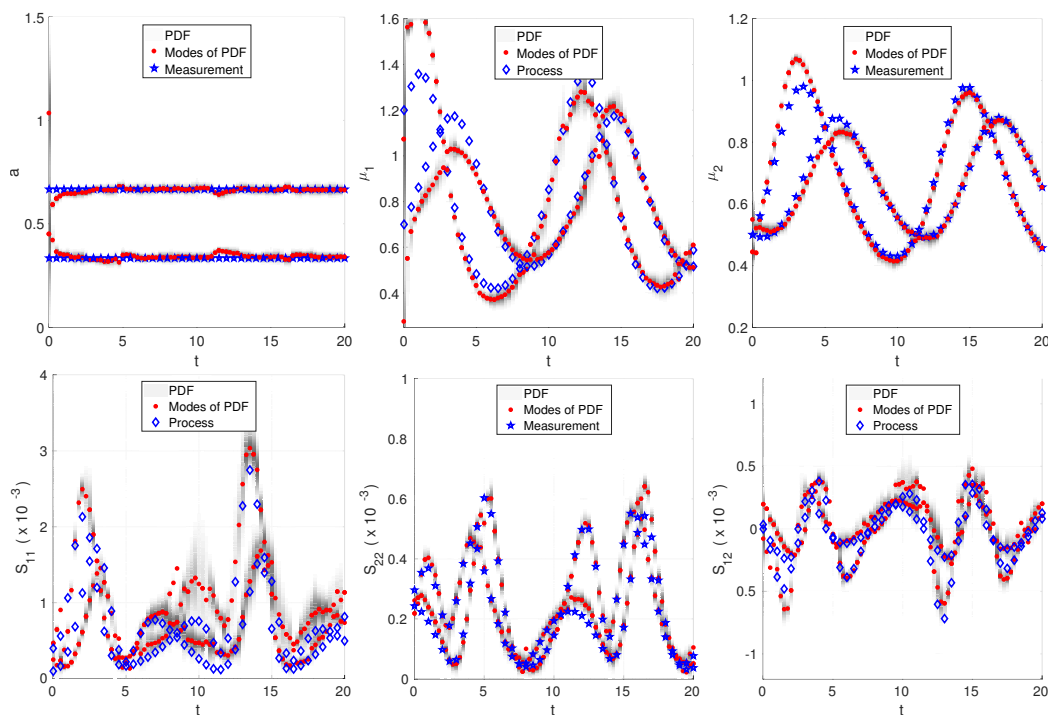 1.5
1
0.5
0
a
PDF
Modes of PDF
Measurement
0 5 10 15 20
t
1.6
1.4
1.2
1
0.8
0.6
0.4
μ1
PDF
Modes of PDF
Process
0 5 10 15 20
t
1.2
1
0.8
0.6
0.4
0.2
μ2
PDF
Modes of PDF
Measurement
0 5 10 15 20
t
4
3
2
1
0
S11 ( x 10 -3)
PDF
Modes of PDF
Process
0 5 10 15 20
t
1
0.8
0.6
0.4
0.2
0
S22 ( x 10 -3)
PDF
Modes of PDF
Measurement
0 5 10 15 20
t
1
0.5
0
0.5
-1
S12 ( x 10 -3)
PDF
Modes of PDF
Process
0 5 10 15 20
t